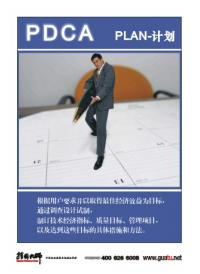 PDCA PLAN-计划
根据用户要求并以取得最佳经济效益为目标，
通过调查设计试制，
制订技术经济指标、质量目标、管理项目，
以及达到这些目标的具体措施和方法。
400 626 6008 www.guatu.net